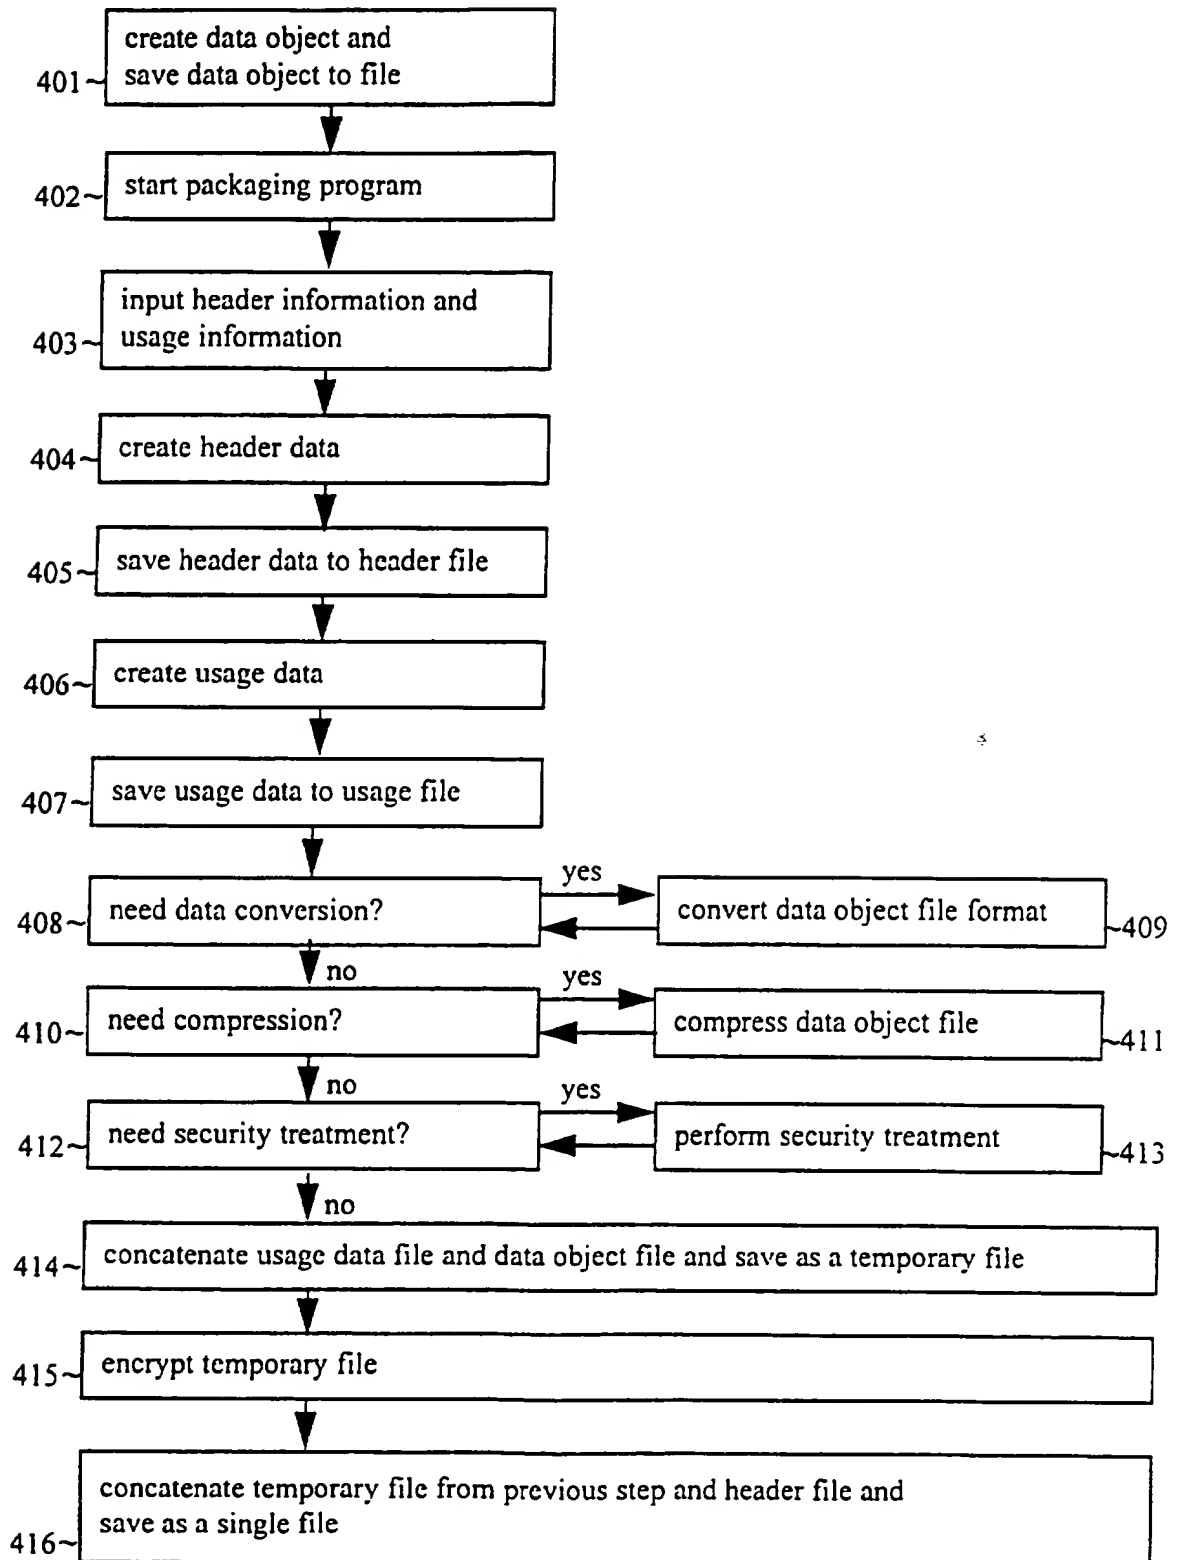 create data object and
save data object to file
401~
start packaging program
402~
input header information and
usage information
403~
create header data
404~
save header data to header file
405~
create usage data
406~
save usage data to usage file
407~
yes
need data conversion?
convert data object file format
408~
~409
no
yes
need compression?
compress data object file
410~
~411
no
yes
need security treatment?
perform security treatment
412~
~413
no
concatenate usage data file and data object file and save as a temporary file
414~
encrypt temporary file
415~
concatenate temporary file from previous step and header file and
save as a single file
416~